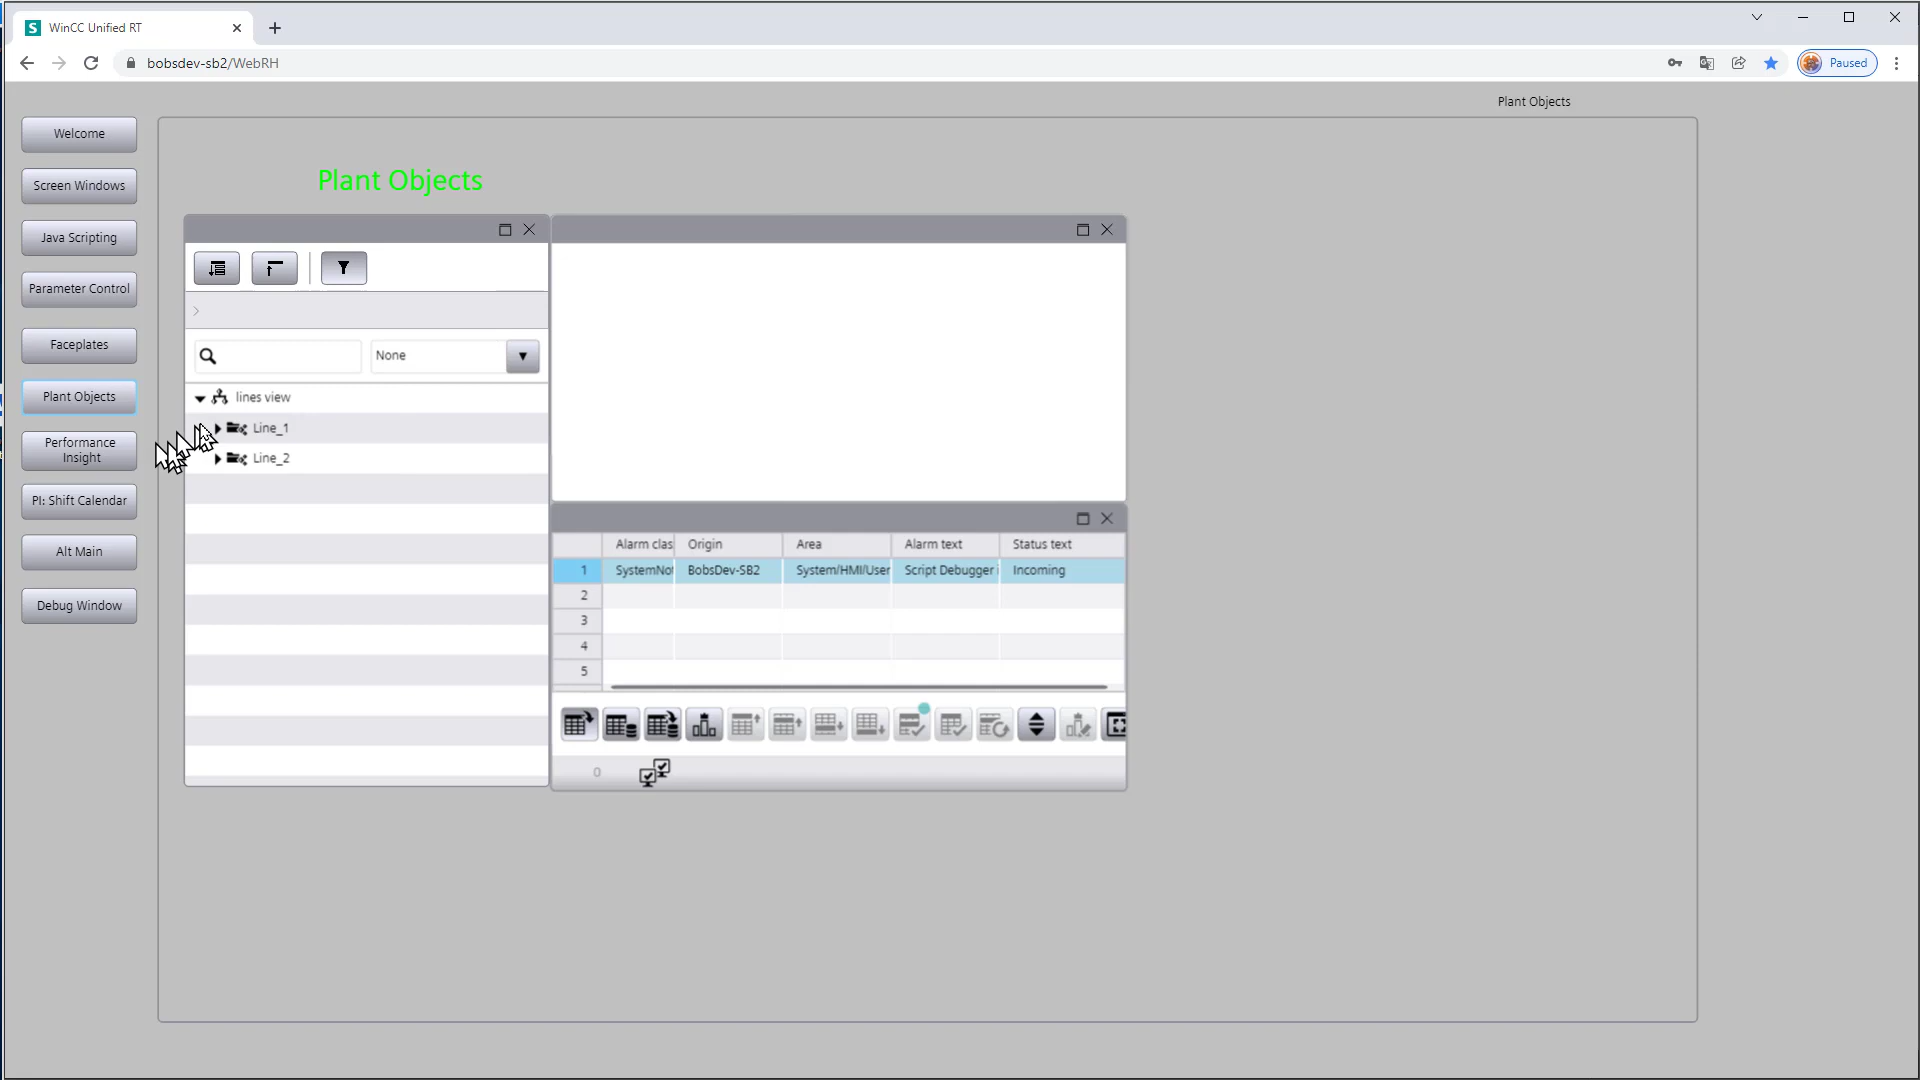 WinCC Unified RT
bobsdev-sb2/WebRH
Paused
Plant Objects
Welcome
Screen Windows
Java Scripting
Parameter Control
Faceplates
Plant Objects
Performance
Insight
PI: Shift Calendar
Alt Main
Debug Window
Plant Objects
None
lines view
Line_1
Line_2
Alarm clas Origin Area Alarm text Status text
1 SystemNot BobsDev-SB2 System/HMI/User Script Debugger i Incoming
2
3
4
5
0